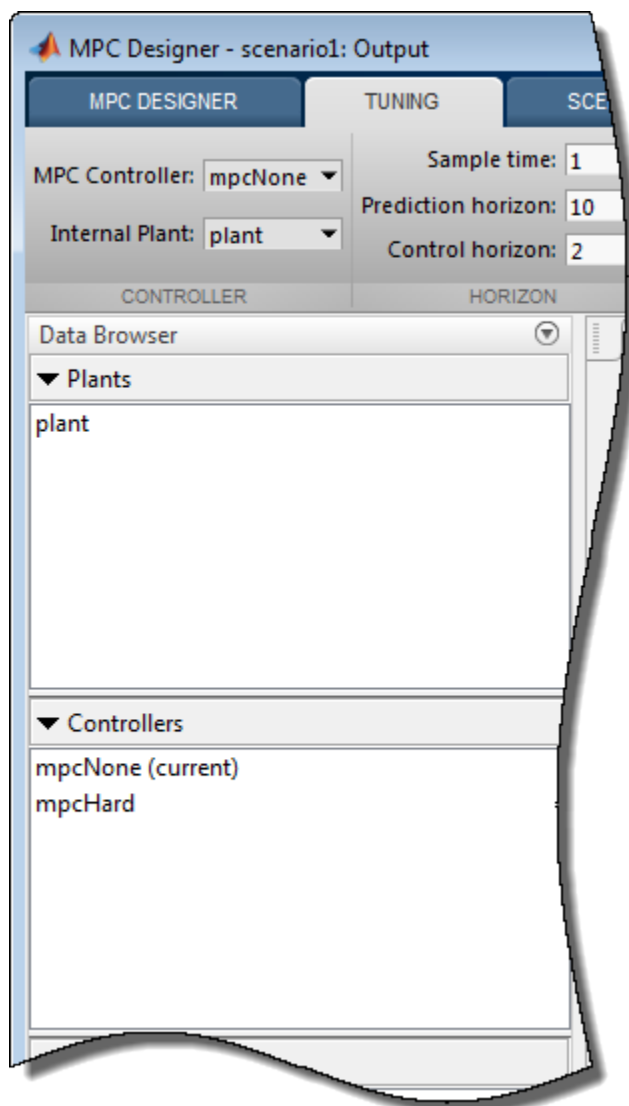 MPC Designer - scenario1: Output
MPC DESIGNER TUNING
MPC Controller: mpcNone
Internal Plant: plant
Sample time: 1
Prediction horizon: 10
Control horizon: 2
CONTROLLER HORIZON
Data Browser
Plants
plant
Controllers
mpcNone (current)
mpcHard